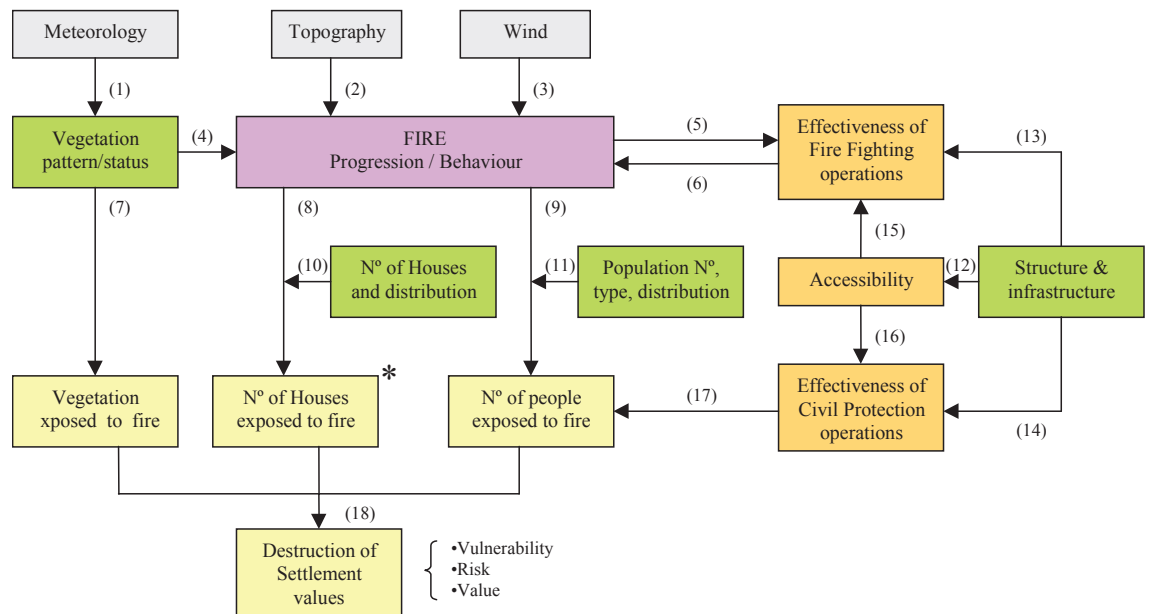 Meteorology
Topography
Wind
(1)
(2)
(3)
Vegetation
pattern/status
(4)
FIRE
Progression / Behaviour
(5)
(6)
Effectiveness of
Fire Fighting
operations
(13)
(7)
(8)
(9)
(15)
(10)
Nº of Houses
and distribution
(11)
Population Nº,
type, distribution
Accessibility
(12)
Structure &
infrastructure
(16)
Vegetation
xposed to fire
Nº of Houses
exposed to fire
*
Nº of people
exposed to fire
(17)
Effectiveness of
Civil Protection
operations
(14)
(18)
Destruction of
Settlement
values
•Vulnerability
•Risk
•Value